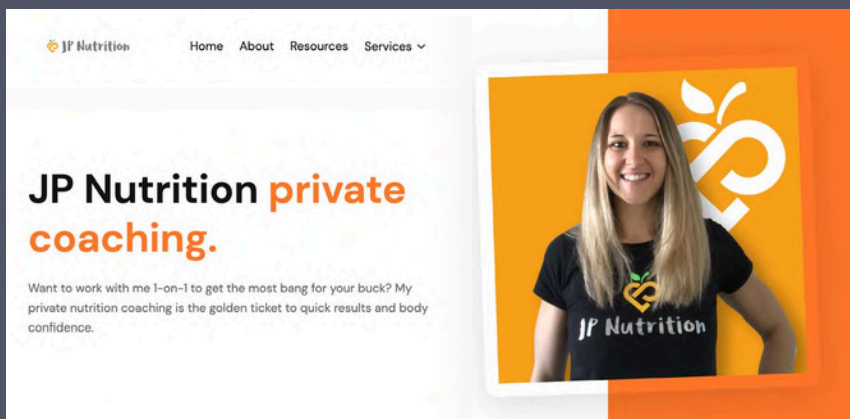 JP Nutrition
Home About Resources Services
JP Nutrition private
coaching.
Want to work with me 1-on-1 to get the most bang for your buck? My
private nutrition coaching is the golden ticket to quick results and body
confidence.
JP Nutrition